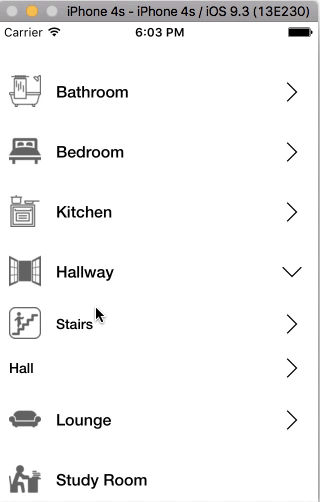 iPhone 4s - iPhone 4s / iOS 9.3 (13E230)
Carrier 6:03 PM
Bathroom
Bedroom
Kitchen
Hallway
Stairs
Hall
Lounge
Study Room